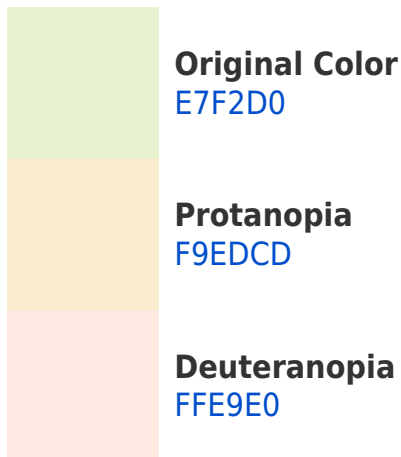 Original Color
E7F2D0
Protanopia
F9EDCD
Deuteranopia
FFE9E0